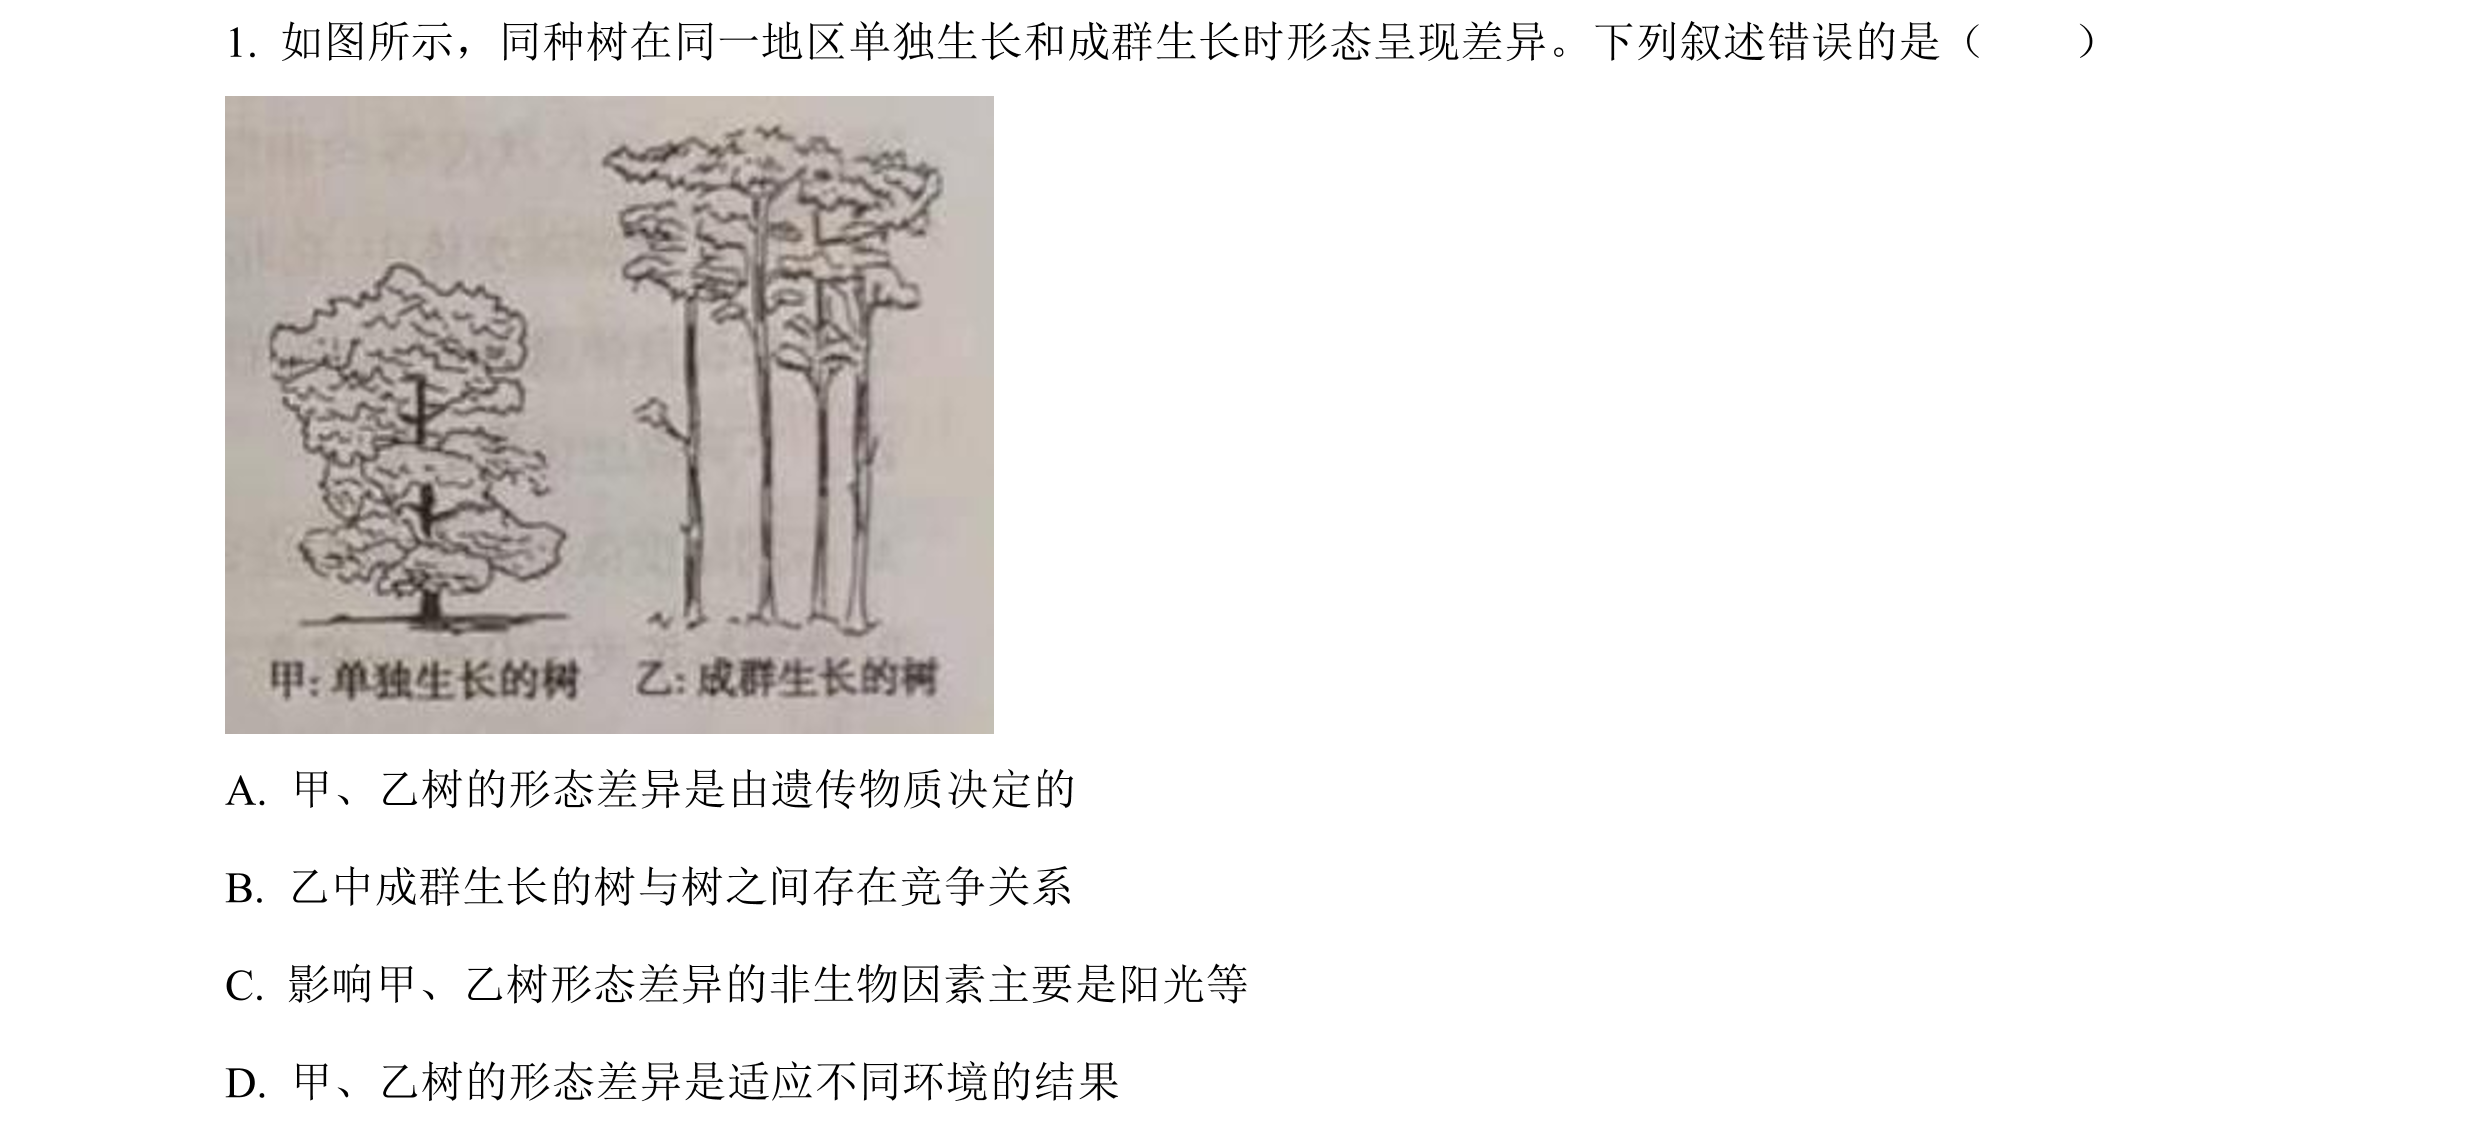 1. 如图所示，同种树在同一地区单独生长和成群生长时形态呈现差异。下列叙述错误的是（　　）
甲: 单独生长的树 乙: 成群生长的树
A. 甲、乙树的形态差异是由遗传物质决定的
B. 乙中成群生长的树与树之间存在竞争关系
C. 影响甲、乙树形态差异的非生物因素主要是阳光等
D. 甲、乙树的形态差异是适应不同环境的结果